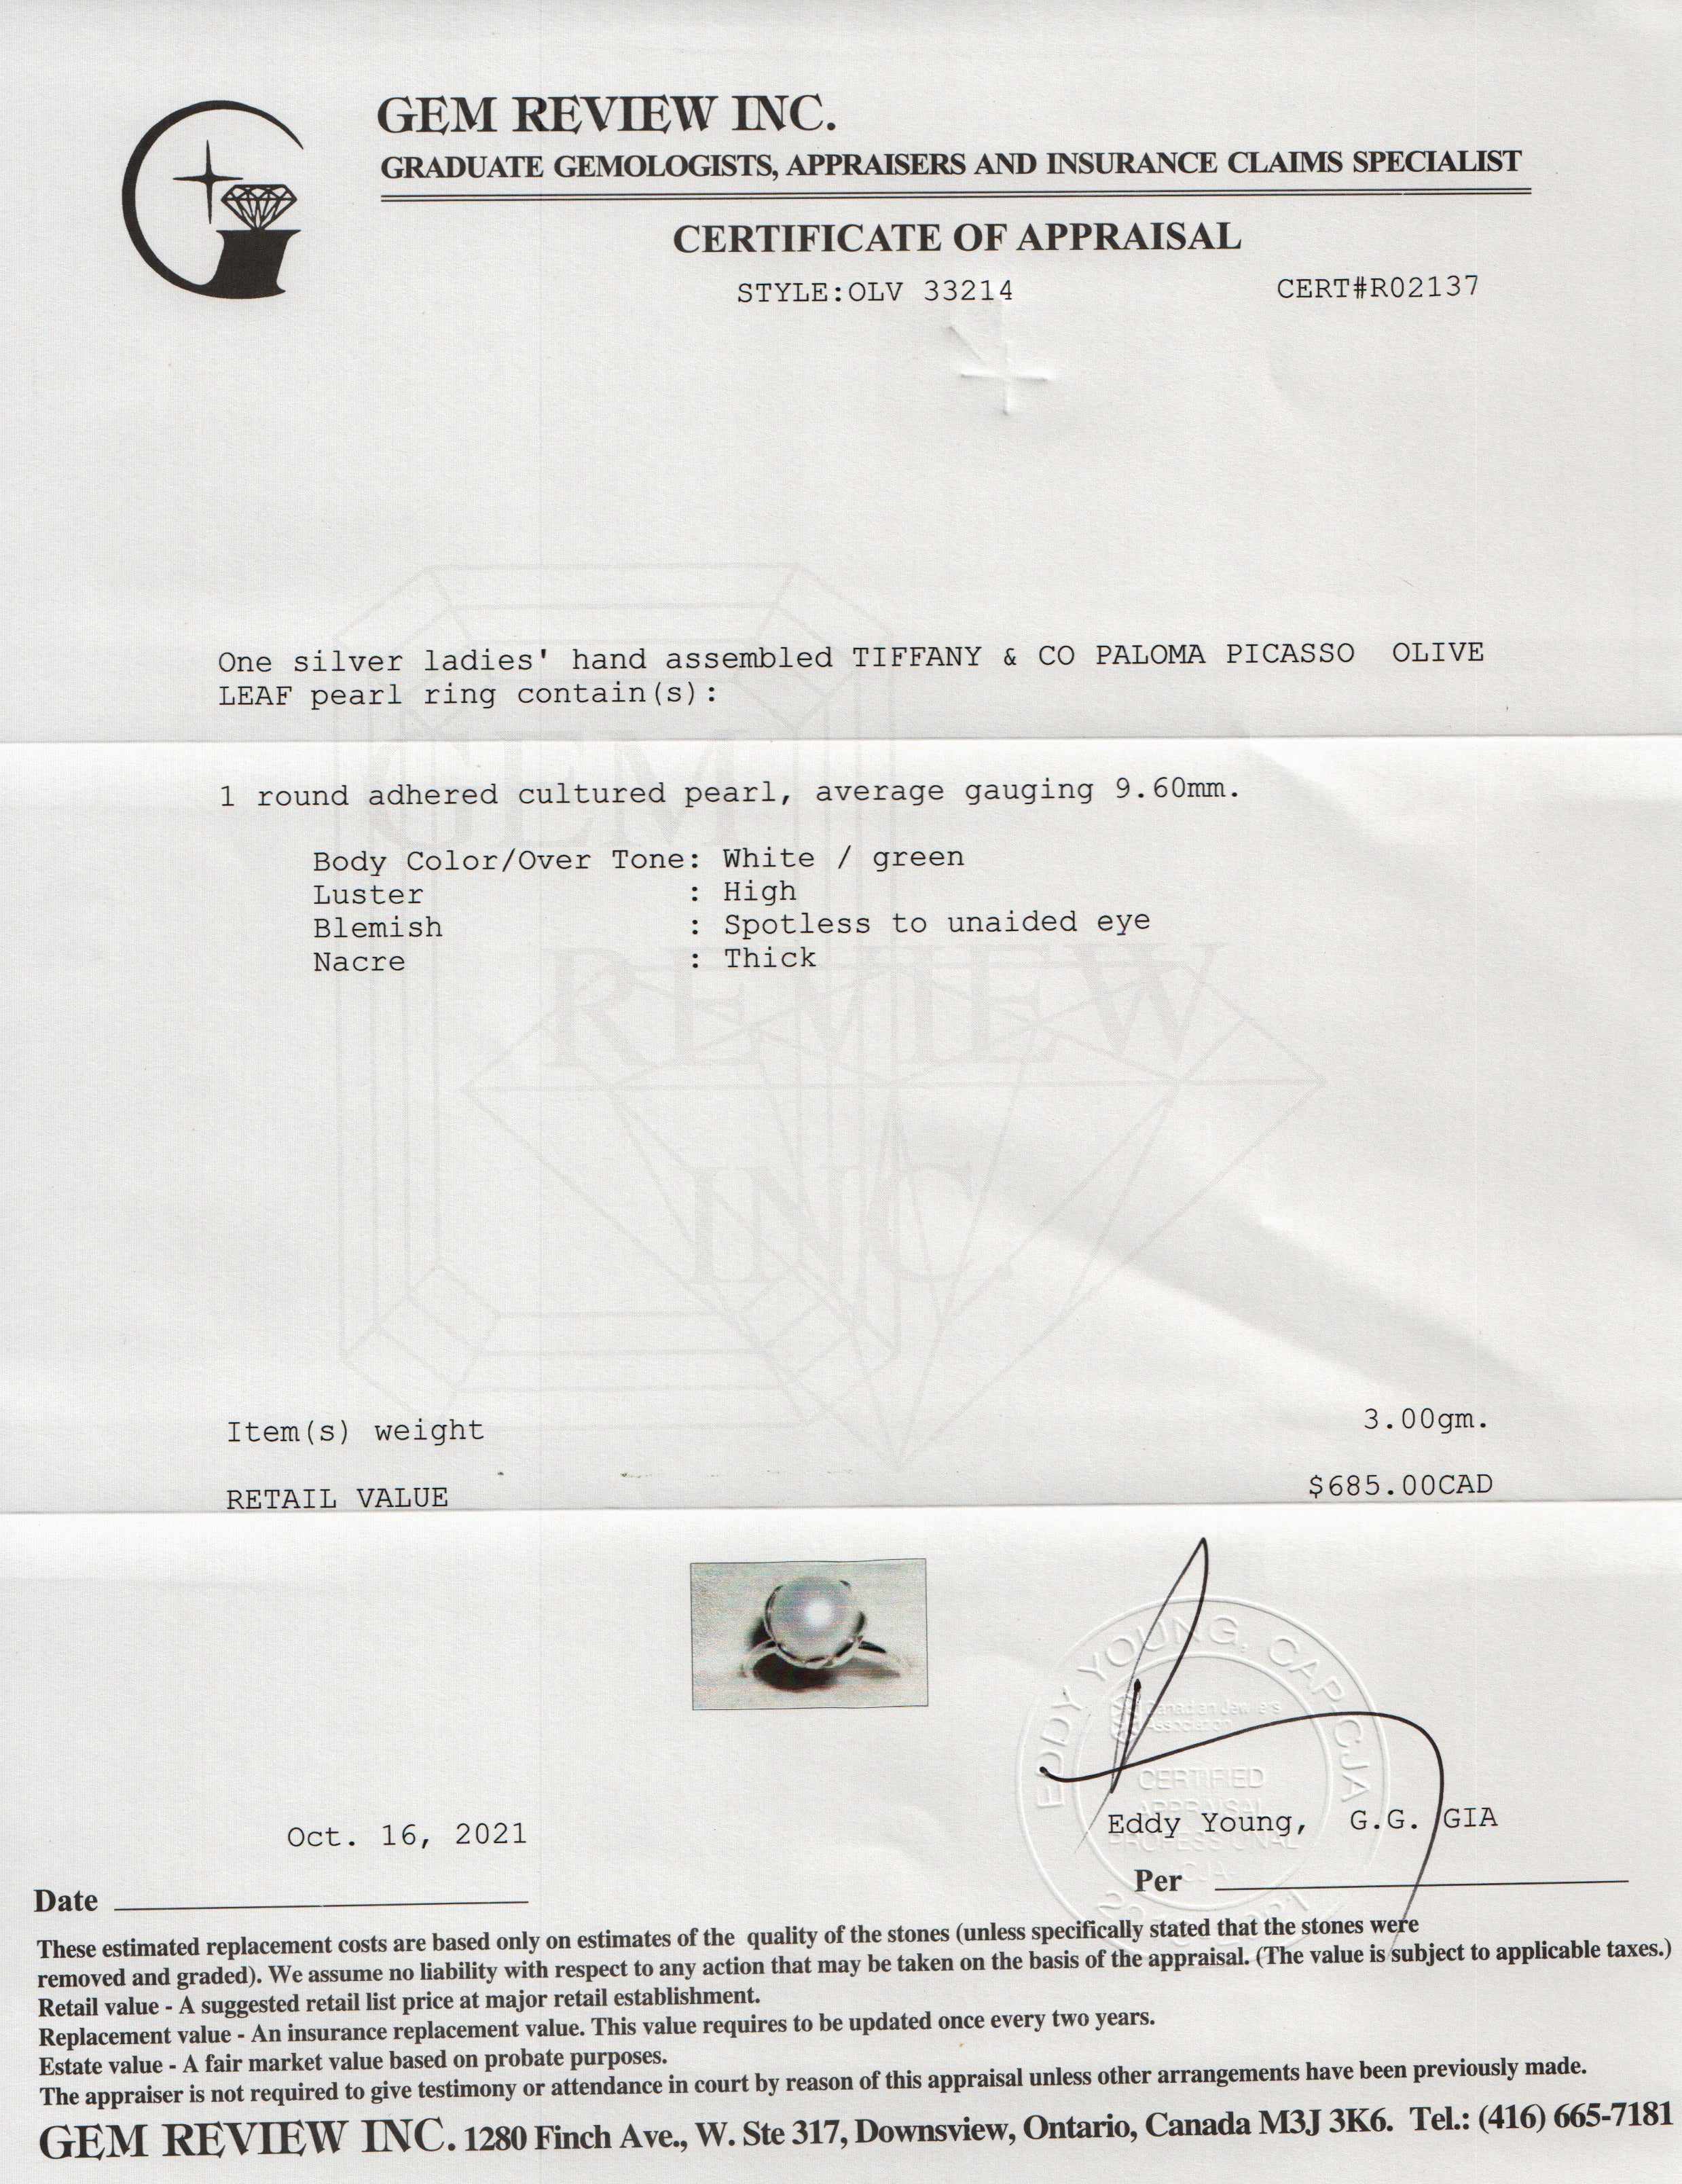 GEM REVIEW INC.
GRADUATE GEMOLOGISTS, APPRAISERS AND INSURANCE CLAIMS SPECIALIST
CERTIFICATE OF APPRAISAL
STYLE:OLV 33214 CERT#R02137
One silver ladies' hand assembled TIFFANY & CO PALOMA PICASSO OLIVE
LEAF pearl ring contain(s):
GEM
1 round adhered cultured pearl, average gauging 9.60mm.
Body Color/Over Tone: White / green
Luster : High
Blemish : Spotless to unaided eye
Nacre : Thick
REVIEW
INC.
Item(s) weight 3.00gm.
RETAIL VALUE $685.00CAD
EDDY YOUNG, CAP-CJA
Canadian Jewellers
Association
CERTIFIED
APPRAISAL
PROFESSIONAL
CJA
Oct. 16, 2021 Eddy Young, G.G. GIA
Date Per
These estimated replacement costs are based only on estimates of the quality of the stones (unless specifically stated that the stones were
removed and graded). We assume no liability with respect to any action that may be taken on the basis of the appraisal. (The value is subject to applicable taxes.)
Retail value - A suggested retail list price at major retail establishment.
Replacement value - An insurance replacement value. This value requires to be updated once every two years.
Estate value - A fair market value based on probate purposes.
The appraiser is not required to give testimony or attendance in court by reason of this appraisal unless other arrangements have been previously made.
GEM REVIEW INC. 1280 Finch Ave., W. Ste 317, Downsview, Ontario, Canada M3J 3K6. Tel.: (416) 665-7181